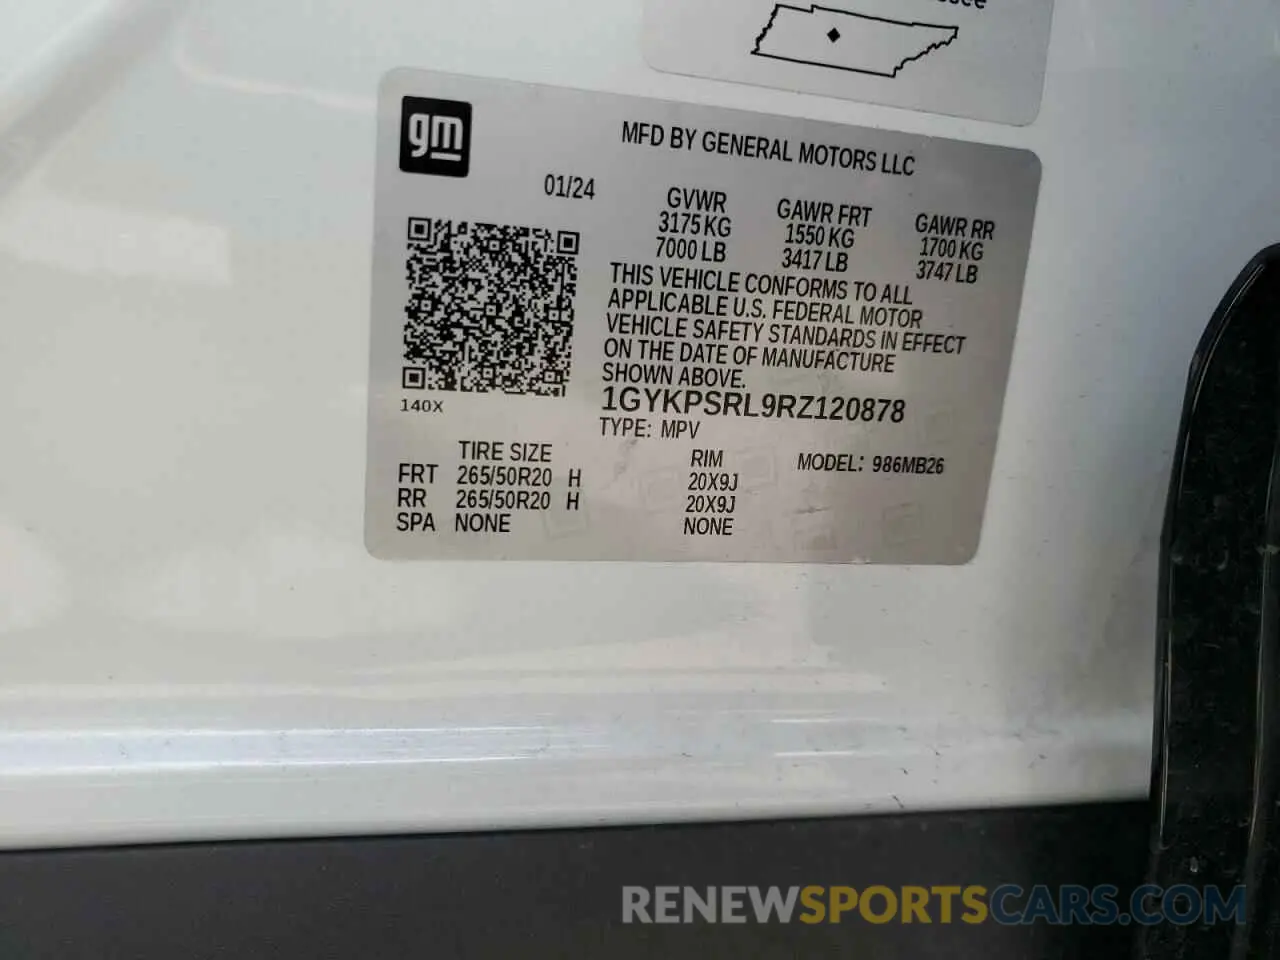 gm
MFD BY GENERAL MOTORS LLC
01/24
GVWR GAWR FRT GAWR RR
3175 KG 1550 KG 1700 KG
7000 LB 3417 LB 3747 LB
THIS VEHICLE CONFORMS TO ALL
APPLICABLE U.S. FEDERAL MOTOR
VEHICLE SAFETY STANDARDS IN EFFECT
ON THE DATE OF MANUFACTURE
SHOWN ABOVE.
1GYKPSRL9RZ120878
140X
TYPE: MPV
TIRE SIZE RIM MODEL: 986MB26
FRT 265/50R20 H 20X9J
RR 265/50R20 H 20X9J
SPA NONE NONE
RENEWSPORTSCARS.COM